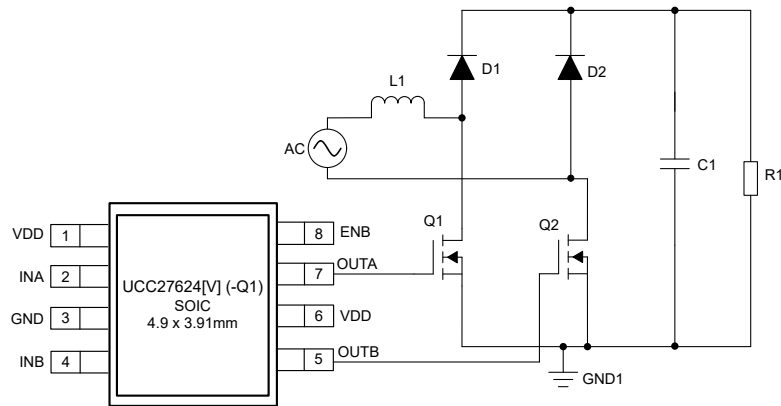 D1
D2
L1
AC
C1
R1
Q1
Q2
VDD 1
INA 2
GND 3
INB 4
UCC27624[V] (-Q1)
SOIC
4.9 x 3.91mm
8 ENB
7 OUTA
6 VDD
5 OUTB
GND1